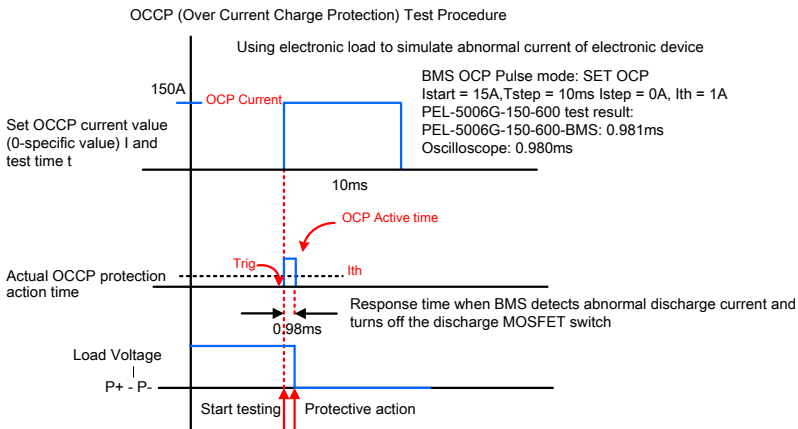 OCCP (Over Current Charge Protection) Test Procedure
Using electronic load to simulate abnormal current of electronic device
BMS OCP Pulse mode: SET OCP
Istart = 15A,Tstep = 10ms Istep = 0A, Ith = 1A
PEL-5006G-150-600 test result:
PEL-5006G-150-600-BMS: 0.981ms
Oscilloscope: 0.980ms
150A
OCP Current
Set OCCP current value
(0-specific value) I and
test time t
10ms
OCP Active time
Trig
Ith
Actual OCCP protection
action time
0.98ms
Response time when BMS detects abnormal discharge current and
turns off the discharge MOSFET switch
Load Voltage
|
P+ - P-
Start testing
Protective action